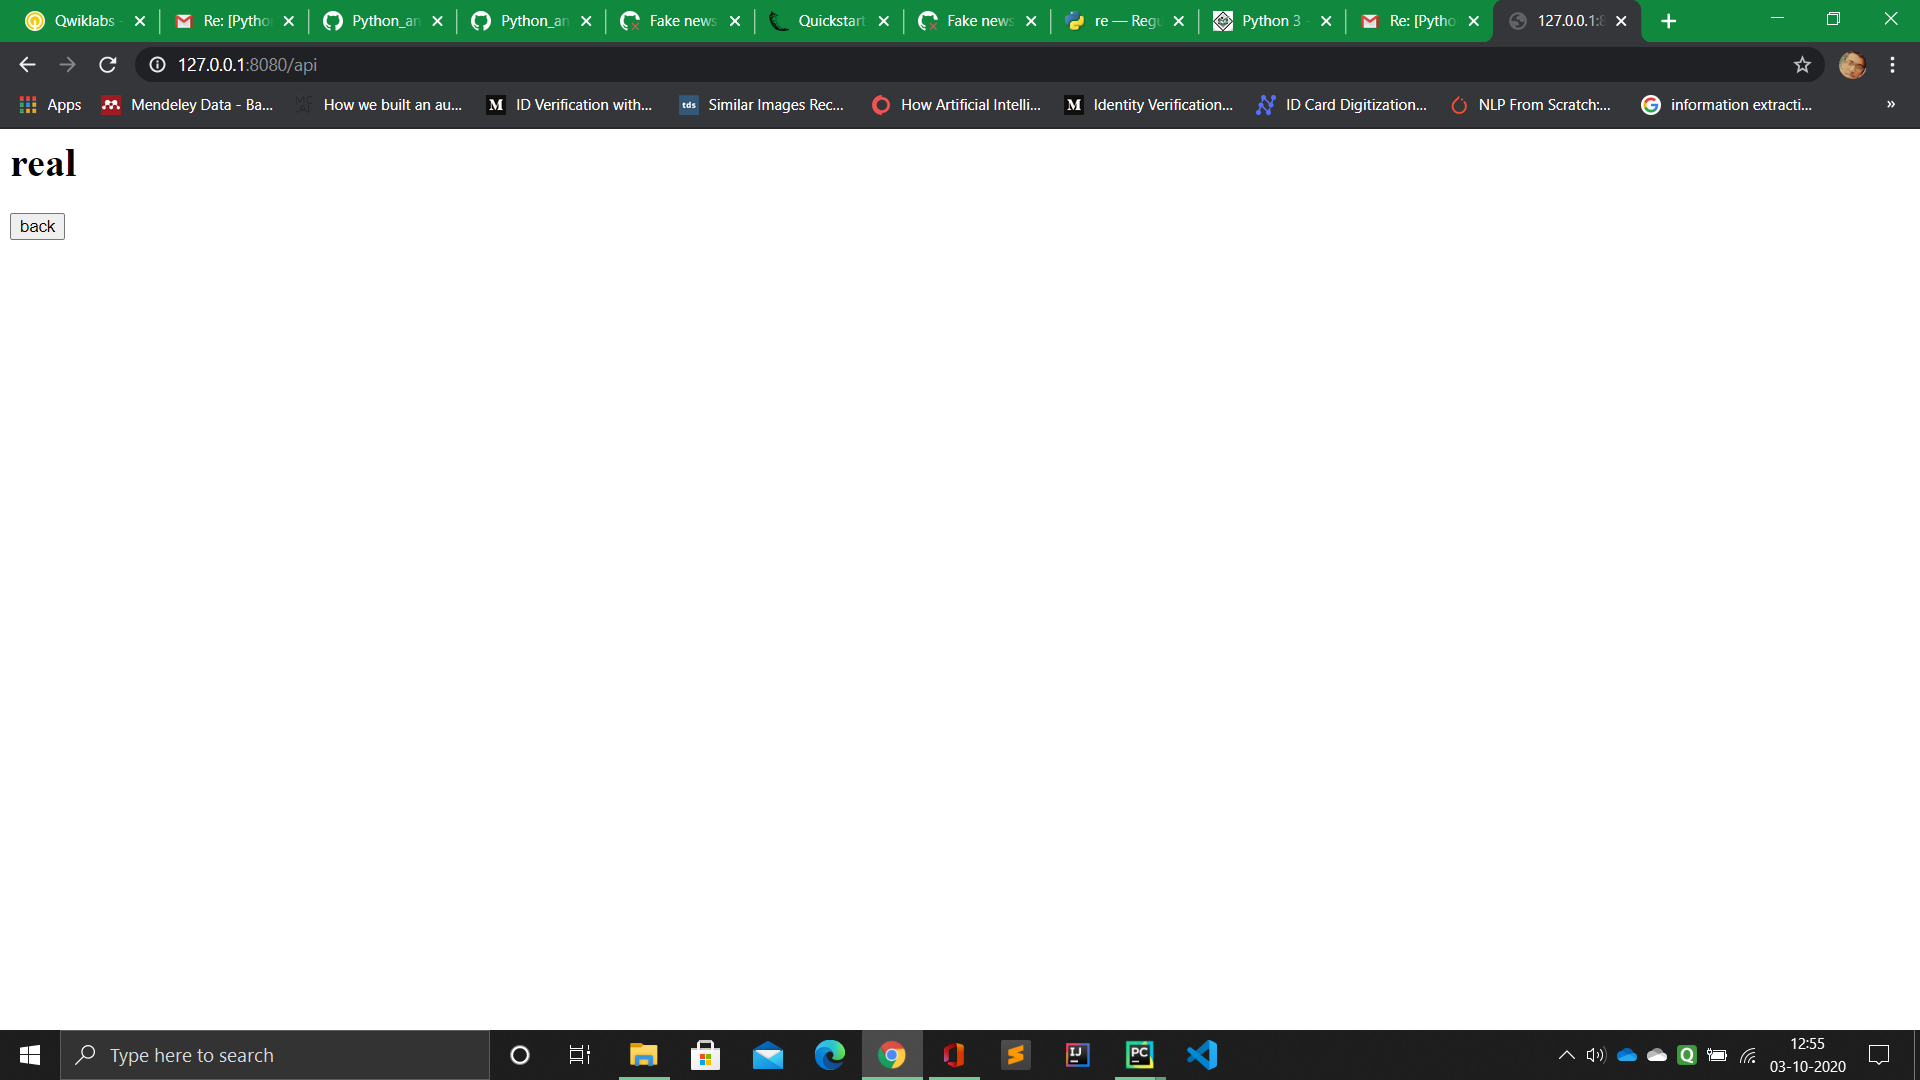 Qwiklabs -
Re: [Pytho
Python_an
Python_an
Fake news
Quickstart
Fake news
re — Regu
Python 3 -
Re: [Pytho
127.0.0.1:8
127.0.0.1:8080/api
Apps
Mendeley Data - Ba...
How we built an au...
ID Verification with...
tds
Similar Images Rec...
How Artificial Intelli...
Identity Verification...
ID Card Digitization...
NLP From Scratch:...
information extracti...
»
real
back
Type here to search
12:55
03-10-2020